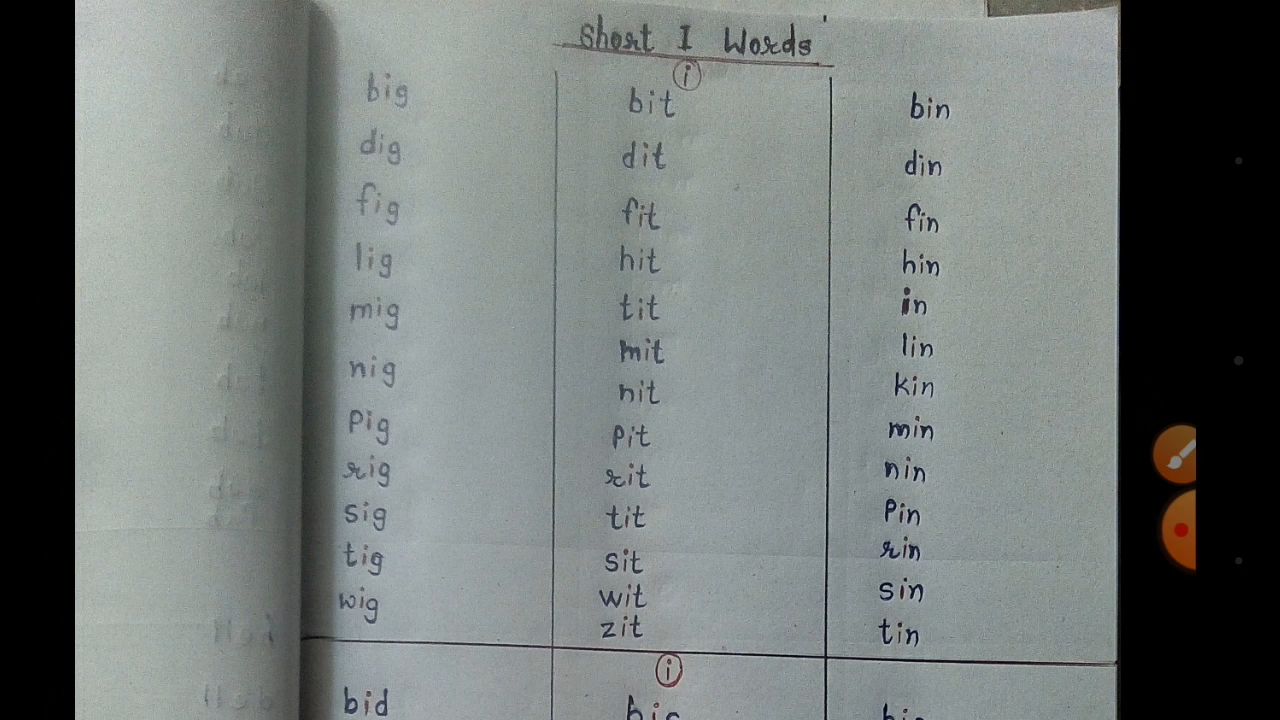 Short I Words
i
big bit bin
dig dit din
fig fit fin
lig hit hin
mig tit in
nig mit lin
Pig nit kin
rig Pit min
sig rit nin
tig tit Pin
wig sit rin
wit sin
zit tin
i
bid